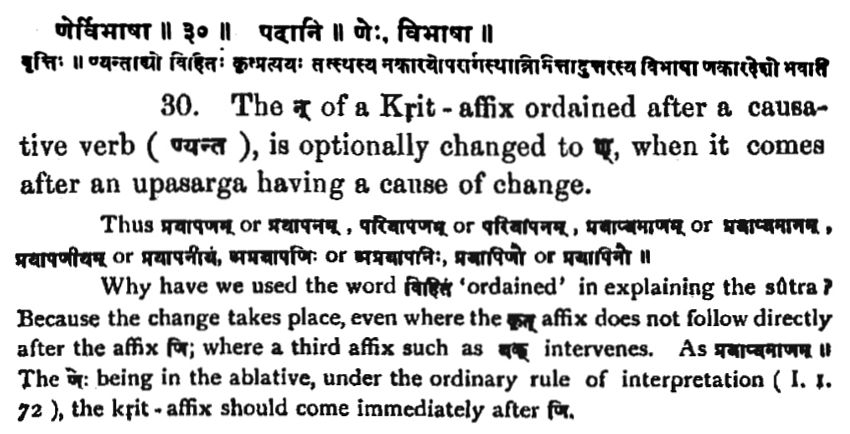 णेर्विभाषा ॥ ३० ॥ पदानि ॥ णेः, विभाषा ॥
वृत्तिः ॥ ण्यन्ताद्यो विहितः कृत्प्रत्ययः तत्स्थस्य नकारस्योपसर्गस्थान्निमित्तादुत्तरस्य विभाषा णकारादेशो भवति
30. The न् of a Kṛit - affix ordained after a causa-
tive verb ( ण्यन्त ), is optionally changed to ण्, when it comes
after an upasarga having a cause of change.
Thus प्रयापणम् or प्रयापनम्, परियापणम् or परियापनम्, प्रयाप्यमाणम् or प्रयाप्यमानम्,
प्रयापणीयम् or प्रयापनीयं, अप्रयापणिः or अप्रयापनिः, प्रयापिणौ or प्रयापिनौ ॥
Why have we used the word विहितं 'ordained' in explaining the sûtra ?
Because the change takes place, even where the कृत् affix does not follow directly
after the affix णि; where a third affix such as यक् intervenes. As प्रयाप्यमाणम् ॥
The णेः being in the ablative, under the ordinary rule of interpretation ( I. 1.
72 ), the kṛit - affix should come immediately after णि.